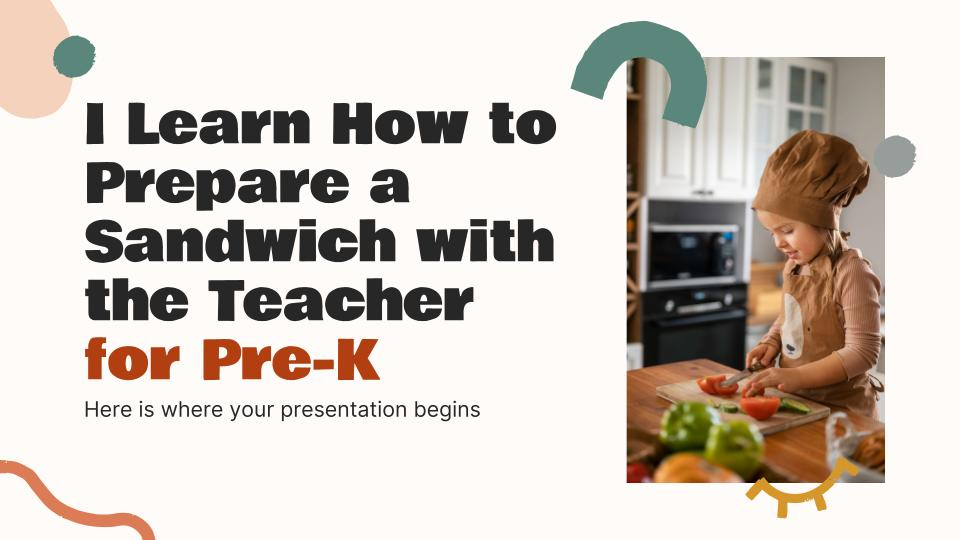 I Learn How to
Prepare a
Sandwich with
the Teacher
for Pre-K
Here is where your presentation begins